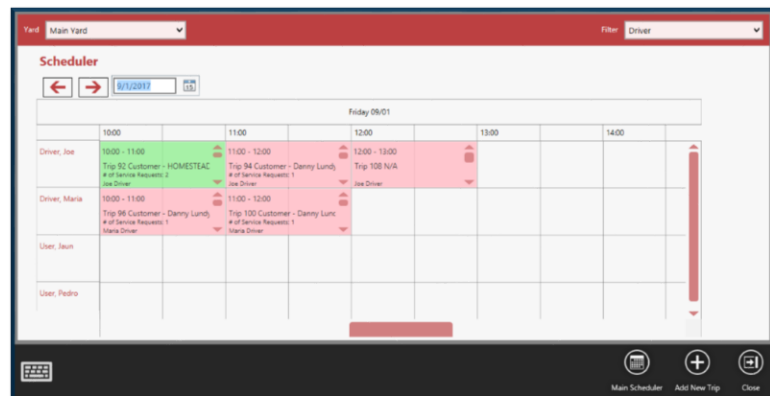 Yard Main Yard Filter Driver
Scheduler
9/1/2017 15
Friday 09/01
10:00 11:00 12:00 13:00 14:00
Driver, Joe
10:00 - 11:00
Trip 92 Customer - HOMESTEAD
# of Service Requests: 2
Joe Driver
11:00 - 12:00
Trip 94 Customer - Danny Lundy
# of Service Requests: 1
Joe Driver
12:00 - 13:00
Trip 108 N/A
Joe Driver
Driver, Maria
10:00 - 11:00
Trip 96 Customer - Danny Lundy
# of Service Requests: 1
Maria Driver
11:00 - 12:00
Trip 100 Customer - Danny Lunc
# of Service Requests: 1
Maria Driver
User, Jaun
User, Pedro
Main Scheduler Add New Trip Close